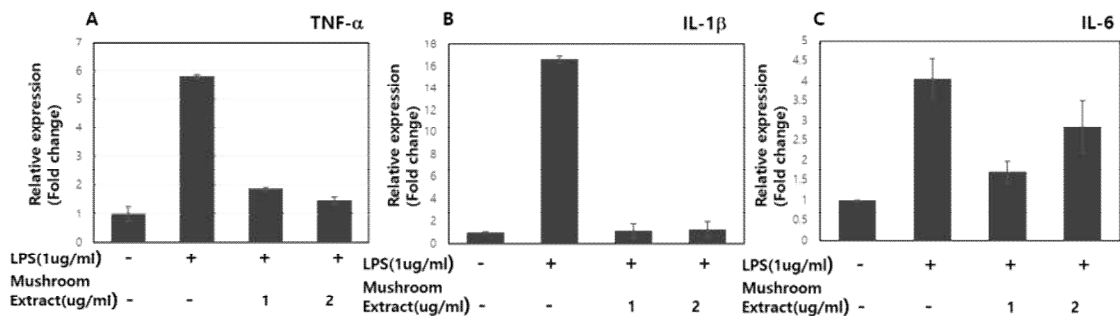 A
TNF-α
Relative expression
(Fold change)
7
6
5
4
3
2
1
0
LPS(1ug/ml) - + + +
Mushroom
Extract(ug/ml) - - 1 2
B
IL-1β
Relative expression
(Fold change)
18
16
14
12
10
8
6
4
2
0
LPS(1ug/ml) - + + +
Mushroom
Extract(ug/ml) - - 1 2
C
IL-6
Relative expression
(Fold change)
5
4.5
4
3.5
3
2.5
2
1.5
1
0.5
0
LPS(1ug/ml) - + + +
Mushroom
Extract(ug/ml) - - 1 2